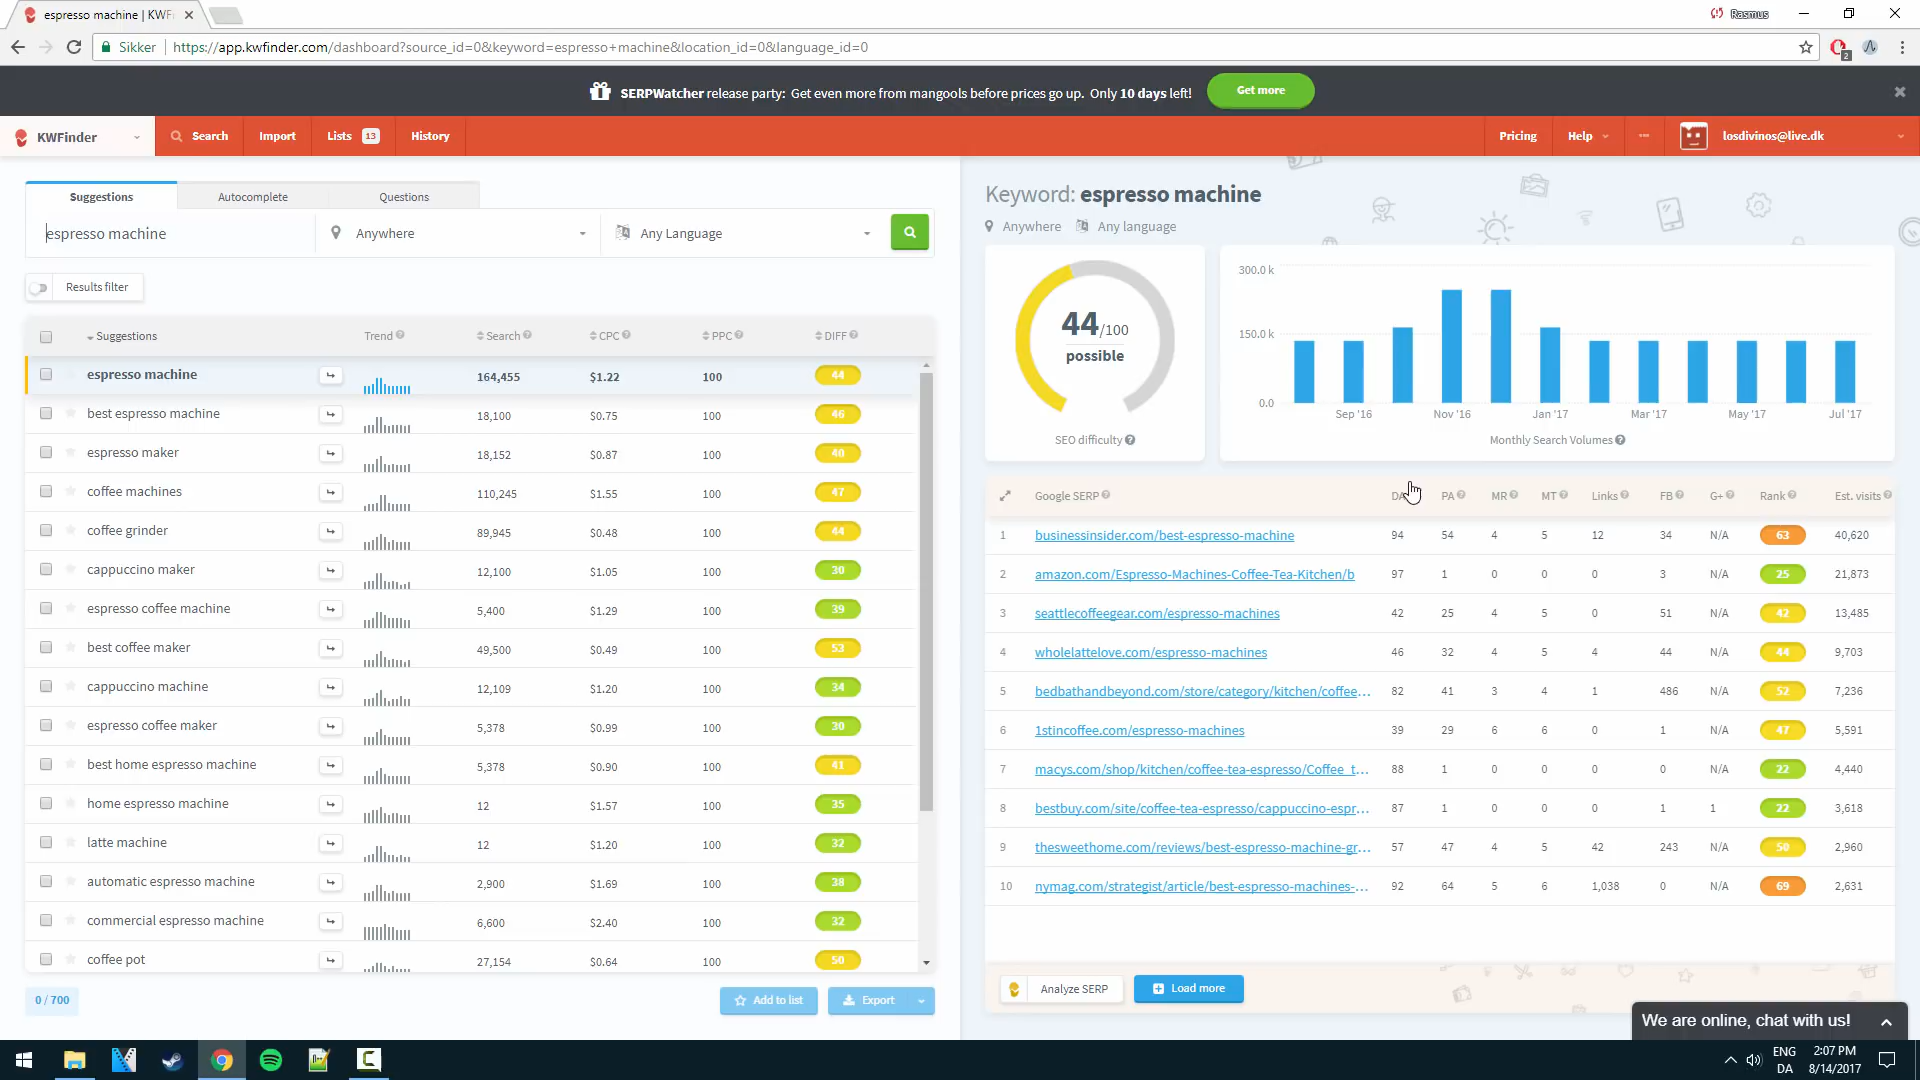 espresso machine | KWF
Rasmus
Sikker
https://app.kwfinder.com/dashboard?source_id=0&keyword=espresso+machine&location_id=0&language_id=0
2
SERPWatcher release party: Get even more from mangools before prices go up. Only 10 days left!
Get more
KWFinder
Search
Import
Lists 13
History
Pricing
Help
losdivinos@live.dk
Suggestions
Autocomplete
Questions
espresso machine
Anywhere
Any Language
Results filter
Suggestions Trend Search CPC PPC DIFF
espresso machine 164,455 $1.22 100 44
best espresso machine 18,100 $0.75 100 46
espresso maker 18,152 $0.87 100 40
coffee machines 110,245 $1.55 100 47
coffee grinder 89,945 $0.48 100 44
cappuccino maker 12,100 $1.05 100 30
espresso coffee machine 5,400 $1.29 100 39
best coffee maker 49,500 $0.49 100 53
cappuccino machine 12,109 $1.20 100 34
espresso coffee maker 5,378 $0.99 100 30
best home espresso machine 5,378 $0.90 100 41
home espresso machine 12 $1.57 100 35
latte machine 12 $1.20 100 32
automatic espresso machine 2,900 $1.69 100 38
commercial espresso machine 6,600 $2.40 100 32
coffee pot 27,154 $0.64 100 50
0 / 700
Add to list
Export
Keyword: espresso machine
Anywhere
Any language
44/100
possible
SEO difficulty
300.0 k
150.0 k
0.0
Sep '16 Nov '16 Jan '17 Mar '17 May '17 Jul '17
Monthly Search Volumes
Google SERP DA PA MR MT Links FB G+ Rank Est. visits
1 businessinsider.com/best-espresso-machine 94 54 4 5 12 34 N/A 63 40,620
2 amazon.com/Espresso-Machines-Coffee-Tea-Kitchen/b 97 1 0 0 0 3 N/A 25 21,873
3 seattlecoffeegear.com/espresso-machines 42 25 4 5 0 51 N/A 42 13,485
4 wholelattelove.com/espresso-machines 46 32 4 5 4 44 N/A 44 9,703
5 bedbathandbeyond.com/store/category/kitchen/coffee... 82 41 3 4 1 486 N/A 52 7,236
6 1stincoffee.com/espresso-machines 39 29 6 6 0 1 N/A 47 5,591
7 macys.com/shop/kitchen/coffee-tea-espresso/Coffee_t... 88 1 0 0 0 0 N/A 22 4,440
8 bestbuy.com/site/coffee-tea-espresso/cappuccino-espr... 87 1 0 0 0 1 1 22 3,618
9 thesweethome.com/reviews/best-espresso-machine-gr... 57 47 4 5 42 243 N/A 50 2,960
10 nymag.com/strategist/article/best-espresso-machines-... 92 64 5 6 1,038 0 N/A 69 2,631
Analyze SERP
Load more
We are online, chat with us!
ENG
DA
2:07 PM
8/14/2017